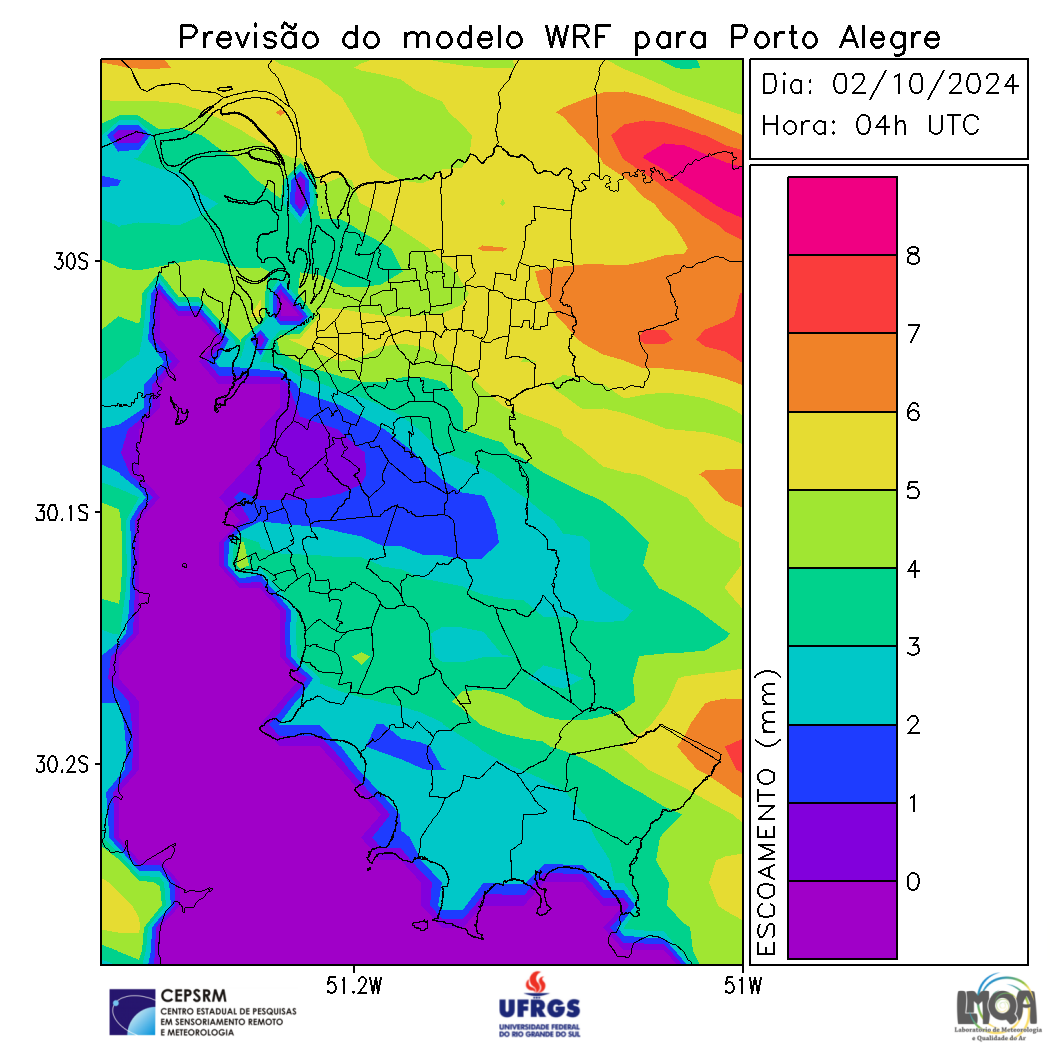 Previsão do modelo WRF para Porto Alegre
Dia: 02/10/2024
Hora: 04h UTC
30S
30.1S
30.2S
51.2W
51W
ESCOAMENTO (mm)
8
7
6
5
4
3
2
1
0
CEPSRM
CENTRO ESTADUAL DE PESQUISAS
EM SENSORIAMENTO REMOTO
E METEOROLOGIA
UFRGS
UNIVERSIDADE FEDERAL
DO RIO GRANDE DO SUL
LMQA
Laboratório de Meteorologia
e Qualidade do Ar